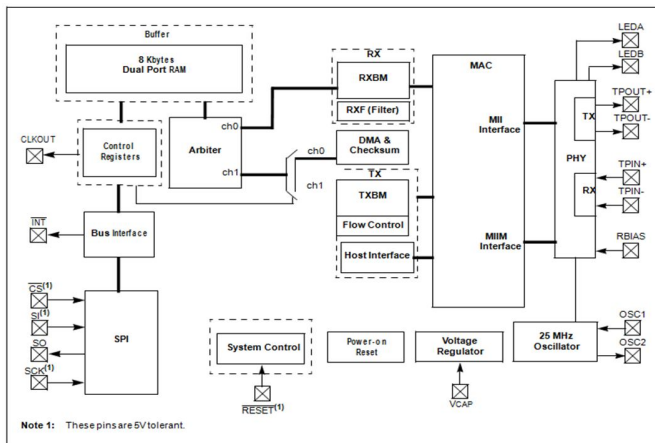 Buffer
8 Kbytes
Dual Port RAM
CLKOUT
Control
Registers
Arbiter
ch0
ch1
ch0
ch1
RX
RXBM
RXF (Filter)
DMA &
Checksum
TX
TXBM
Flow Control
Host Interface
MAC
MII
Interface
MIIM
Interface
PHY
TX
RX
LEDA
LEDB
TPOUT+
TPOUT-
TPIN+
TPIN-
RBIAS
INT
Bus Interface
CS(1)
SI(1)
SO
SCK(1)
SPI
System Control
RESET(1)
Power-on
Reset
Voltage
Regulator
VCAP
25 MHz
Oscillator
OSC1
OSC2
Note 1: These pins are 5V tolerant.